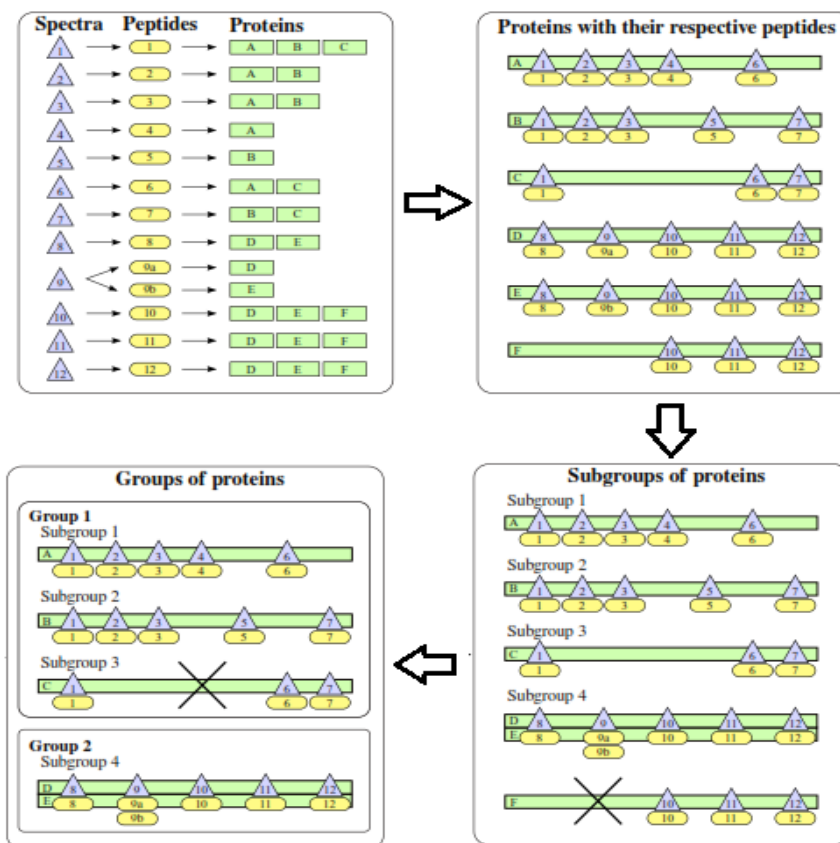 Spectra Peptides Proteins
1 1 A B C
2 2 A B
3 3 A B
4 4 A
5 5 B
6 6 A C
7 7 B C
8 8 D E
9a D
9
9b E
10 10 D E F
11 11 D E F
12 12 D E F
Proteins with their respective peptides
A 1 2 3 4 6
1 2 3 4 6
B 1 2 3 5 7
1 2 3 5 7
C 1 6 7
1 6 7
D 8 9 10 11 12
8 9a 10 11 12
E 8 9 10 11 12
8 9b 10 11 12
F 10 11 12
10 11 12
Subgroups of proteins
Subgroup 1
A 1 2 3 4 6
1 2 3 4 6
Subgroup 2
B 1 2 3 5 7
1 2 3 5 7
Subgroup 3
C 1 6 7
1 6 7
Subgroup 4
D 8 9 10 11 12
E 8 9a 10 11 12
9b
F 10 11 12
10 11 12
Groups of proteins
Group 1
Subgroup 1
A 1 2 3 4 6
1 2 3 4 6
Subgroup 2
B 1 2 3 5 7
1 2 3 5 7
Subgroup 3
C 1 6 7
1 6 7
Group 2
Subgroup 4
D 8 9 10 11 12
E 8 9a 10 11 12
9b